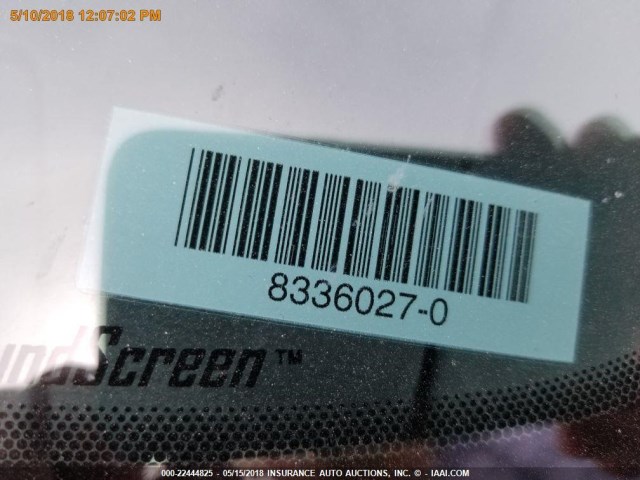 5/10/2018 12:07:02 PM
8336027-0
Screen™
000-22444825 - 05/15/2018 INSURANCE AUTO AUCTIONS, INC. © - IAAI.COM